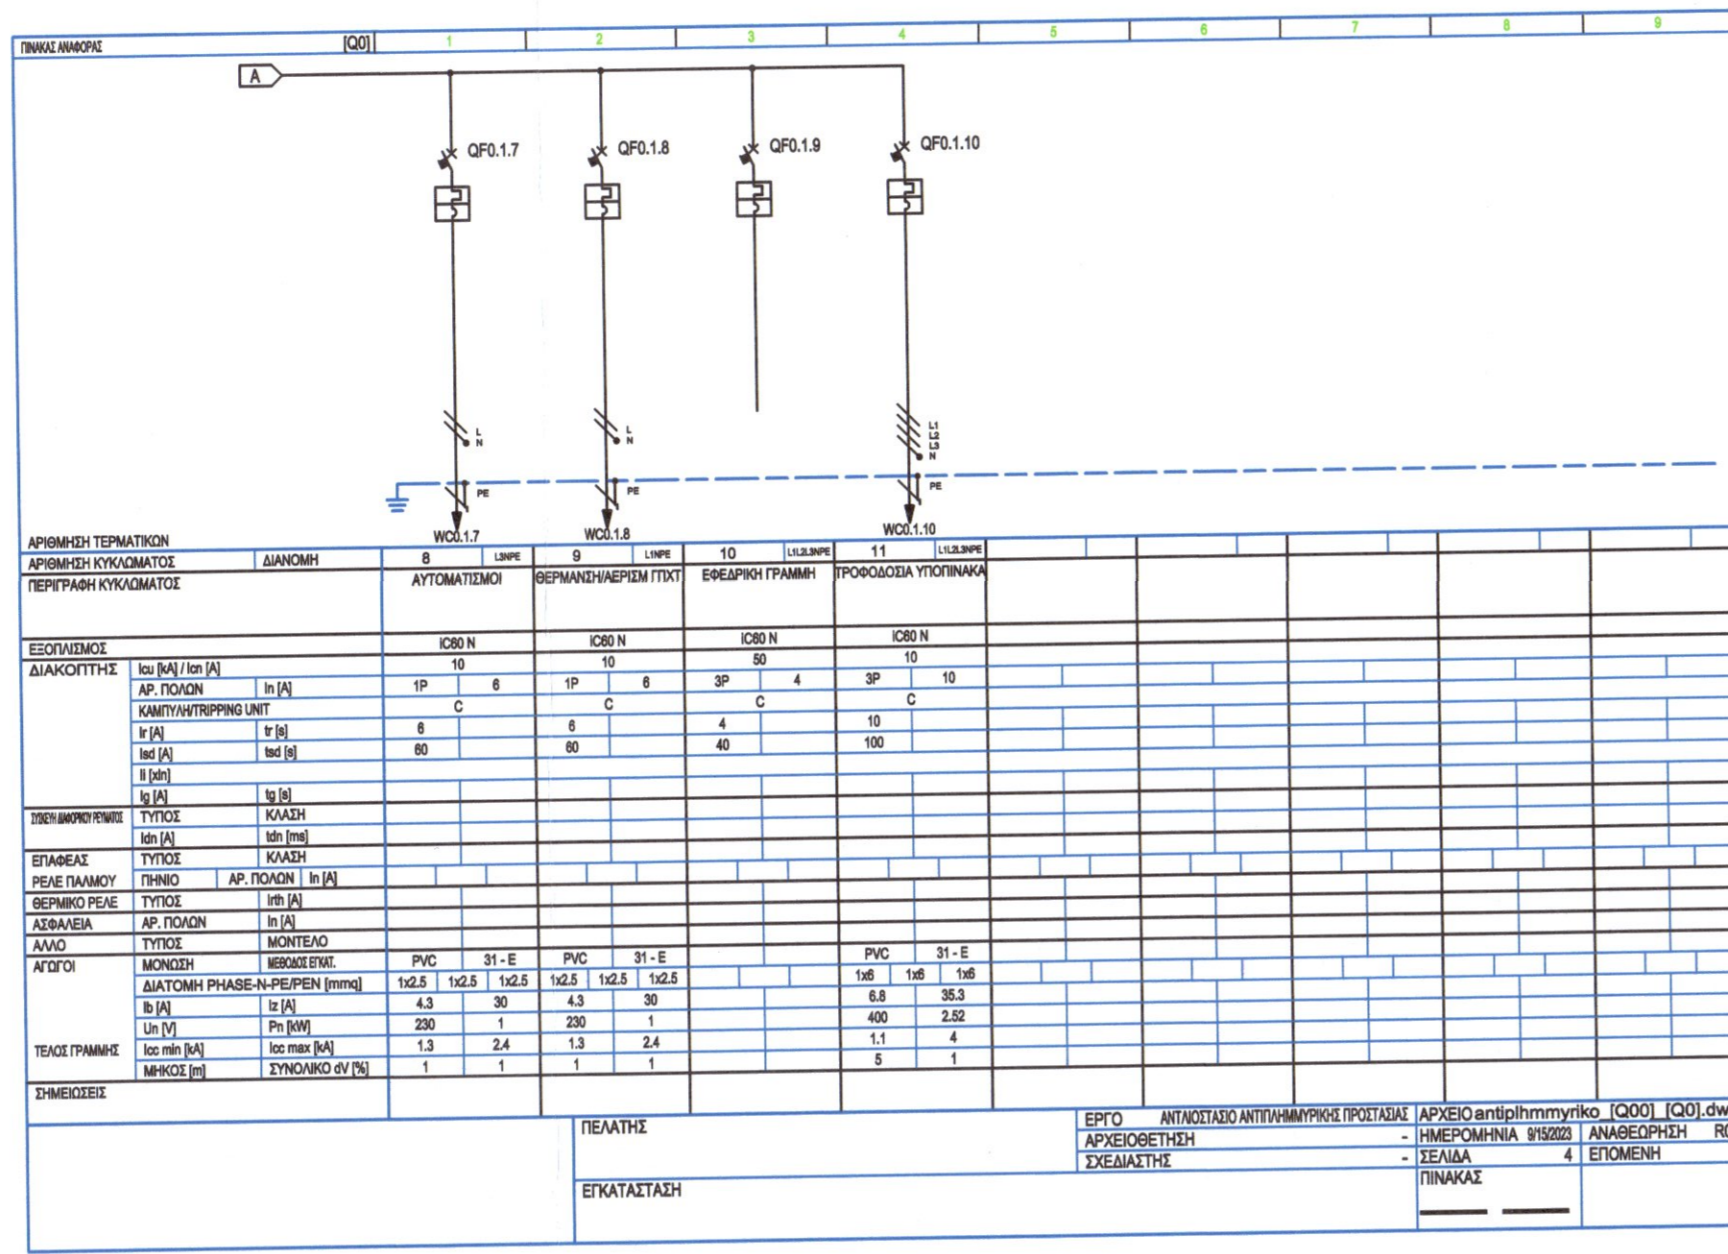 ΠΙΝΑΚΑΣ ΑΝΑΦΟΡΑΣ [Q0] 1 2 3 4 5 6 7 8 9
A
QF0.1.7 QF0.1.8 QF0.1.9 QF0.1.10
L L L1
N N L2
L3
N
PE PE PE
WC0.1.7 WC0.1.8 WC0.1.10
ΑΡΙΘΜΗΣΗ ΤΕΡΜΑΤΙΚΩΝ
ΑΡΙΘΜΗΣΗ ΚΥΚΛΩΜΑΤΟΣ ΔΙΑΝΟΜΗ 8 L3NPE 9 L1NPE 10 L1L2L3NPE 11 L1L2L3NPE
ΠΕΡΙΓΡΑΦΗ ΚΥΚΛΩΜΑΤΟΣ ΑΥΤΟΜΑΤΙΣΜΟΙ ΘΕΡΜΑΝΣΗ/ΑΕΡΙΣΜ ΓΠΧΤ ΕΦΕΔΡΙΚΗ ΓΡΑΜΜΗ ΤΡΟΦΟΔΟΣΙΑ ΥΠΟΠΙΝΑΚΑ
ΕΞΟΠΛΙΣΜΟΣ iC60 N iC60 N iC60 N iC60 N
ΔΙΑΚΟΠΤΗΣ Icu [kA] / Icn [A] 10 10 50 10
ΑΡ. ΠΟΛΩΝ In [A] 1P 6 1P 6 3P 4 3P 10
ΚΑΜΠΥΛΗ/TRIPPING UNIT C C C C
Ir [A] tr [s] 6 6 4 10
Isd [A] tsd [s] 60 60 40 100
Ii [xIn]
Ig [A] tg [s]
ΣΥΣΚΕΥΗ ΔΙΑΦΟΡΙΚΟΥ ΡΕΥΜΑΤΟΣ ΤΥΠΟΣ ΚΛΑΣΗ
Idn [A] tdn [ms]
ΕΠΑΦΕΑΣ ΤΥΠΟΣ ΚΛΑΣΗ
ΡΕΛΕ ΠΑΛΜΟΥ ΠΗΝΙΟ ΑΡ. ΠΟΛΩΝ In [A]
ΘΕΡΜΙΚΟ ΡΕΛΕ ΤΥΠΟΣ Irth [A]
ΑΣΦΑΛΕΙΑ ΑΡ. ΠΟΛΩΝ In [A]
ΑΛΛΟ ΤΥΠΟΣ ΜΟΝΤΕΛΟ
ΑΓΩΓΟΙ ΜΟΝΩΣΗ ΜΕΘΟΔΟΣ ΕΓΚΑΤ. PVC 31 - E PVC 31 - E PVC 31 - E
ΔΙΑΤΟΜΗ PHASE-N-PE/PEN [mmq] 1x2.5 1x2.5 1x2.5 1x2.5 1x2.5 1x2.5 1x6 1x6 1x6
Ib [A] Iz [A] 4.3 30 4.3 30 6.8 35.3
Un [V] Pn [kW] 230 1 230 1 400 2.52
ΤΕΛΟΣ ΓΡΑΜΜΗΣ Icc min [kA] Icc max [kA] 1.3 2.4 1.3 2.4 1.1 4
ΜΗΚΟΣ [m] ΣΥΝΟΛΙΚΟ dV [%] 1 1 1 1 5 1
ΣΗΜΕΙΩΣΕΙΣ
ΠΕΛΑΤΗΣ
ΕΓΚΑΤΑΣΤΑΣΗ
ΕΡΓΟ ΑΝΤΛΙΟΣΤΑΣΙΟ ΑΝΤΙΠΛΗΜΜΥΡΙΚΗΣ ΠΡΟΣΤΑΣΙΑΣ ΑΡΧΕΙΟ antiplhmmyriko_[Q00]_[Q0].dw
ΑΡΧΕΙΟΘΕΤΗΣΗ - ΗΜΕΡΟΜΗΝΙΑ 9/15/2023 ΑΝΑΘΕΩΡΗΣΗ
ΣΧΕΔΙΑΣΤΗΣ - ΣΕΛΙΔΑ 4 ΕΠΟΜΕΝΗ
ΠΙΝΑΚΑΣ